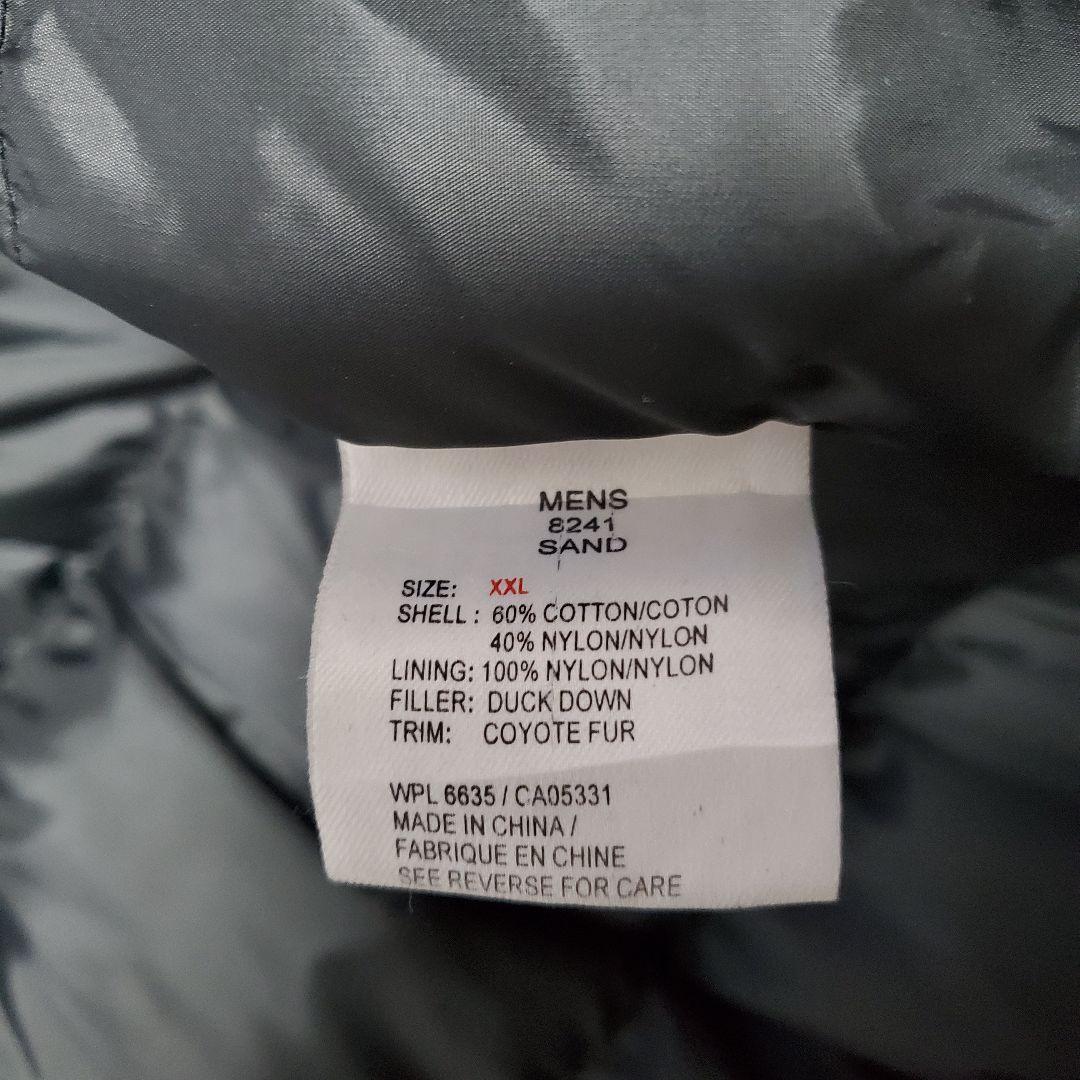 MENS
8241
SAND
SIZE: XXL
SHELL : 60% COTTON/COTON
40% NYLON/NYLON
LINING: 100% NYLON/NYLON
FILLER: DUCK DOWN
TRIM: COYOTE FUR
WPL 6635 / CA05331
MADE IN CHINA /
FABRIQUE EN CHINE
SEE REVERSE FOR CARE